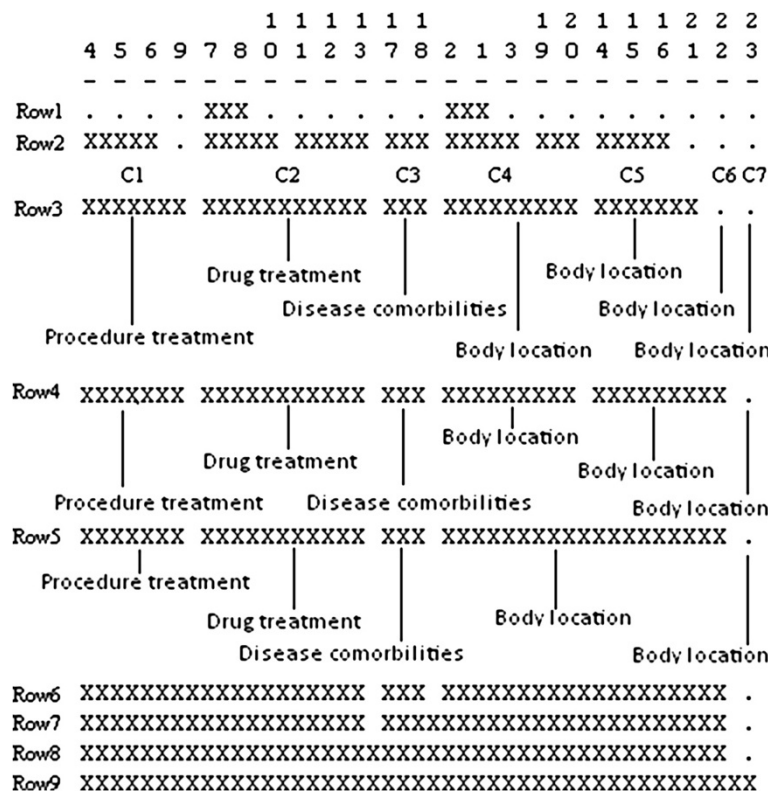 1 1 1 1 1 1 1 2 1 1 1 2 2 2
4 5 6 9 7 8 0 1 2 3 7 8 2 1 3 9 0 4 5 6 1 2 3
- - - - - - - - - - - - - - - - - - - - - - -
Row1 . . . . XXX . . . . . . XXX . . . . . . . . .
Row2 XXXXX . XXXXX XXXXX XXX XXXXX XXX XXXXX . . .
C1 C2 C3 C4 C5 C6 C7
Row3 XXXXXXX XXXXXXXXXXX XXX XXXXXXXXX XXXXXXX . .
Drug treatment Body location
Disease comorbilities Body location
Procedure treatment Body location Body location
Row4 XXXXXXX XXXXXXXXXXX XXX XXXXXXXXX XXXXXXXXX .
Body location
Drug treatment Body location
Procedure treatment Disease comorbilities Body location
Row5 XXXXXXX XXXXXXXXXXX XXX XXXXXXXXXXXXXXXXXXX .
Procedure treatment
Drug treatment Body location
Disease comorbilities Body location
Row6 XXXXXXXXXXXXXXXXXXX XXX XXXXXXXXXXXXXXXXXXX .
Row7 XXXXXXXXXXXXXXXXXXX XXXXXXXXXXXXXXXXXXXXXXX .
Row8 XXXXXXXXXXXXXXXXXXXXXXXXXXXXXXXXXXXXXXXXXXX .
Row9 XXXXXXXXXXXXXXXXXXXXXXXXXXXXXXXXXXXXXXXXXXXXX